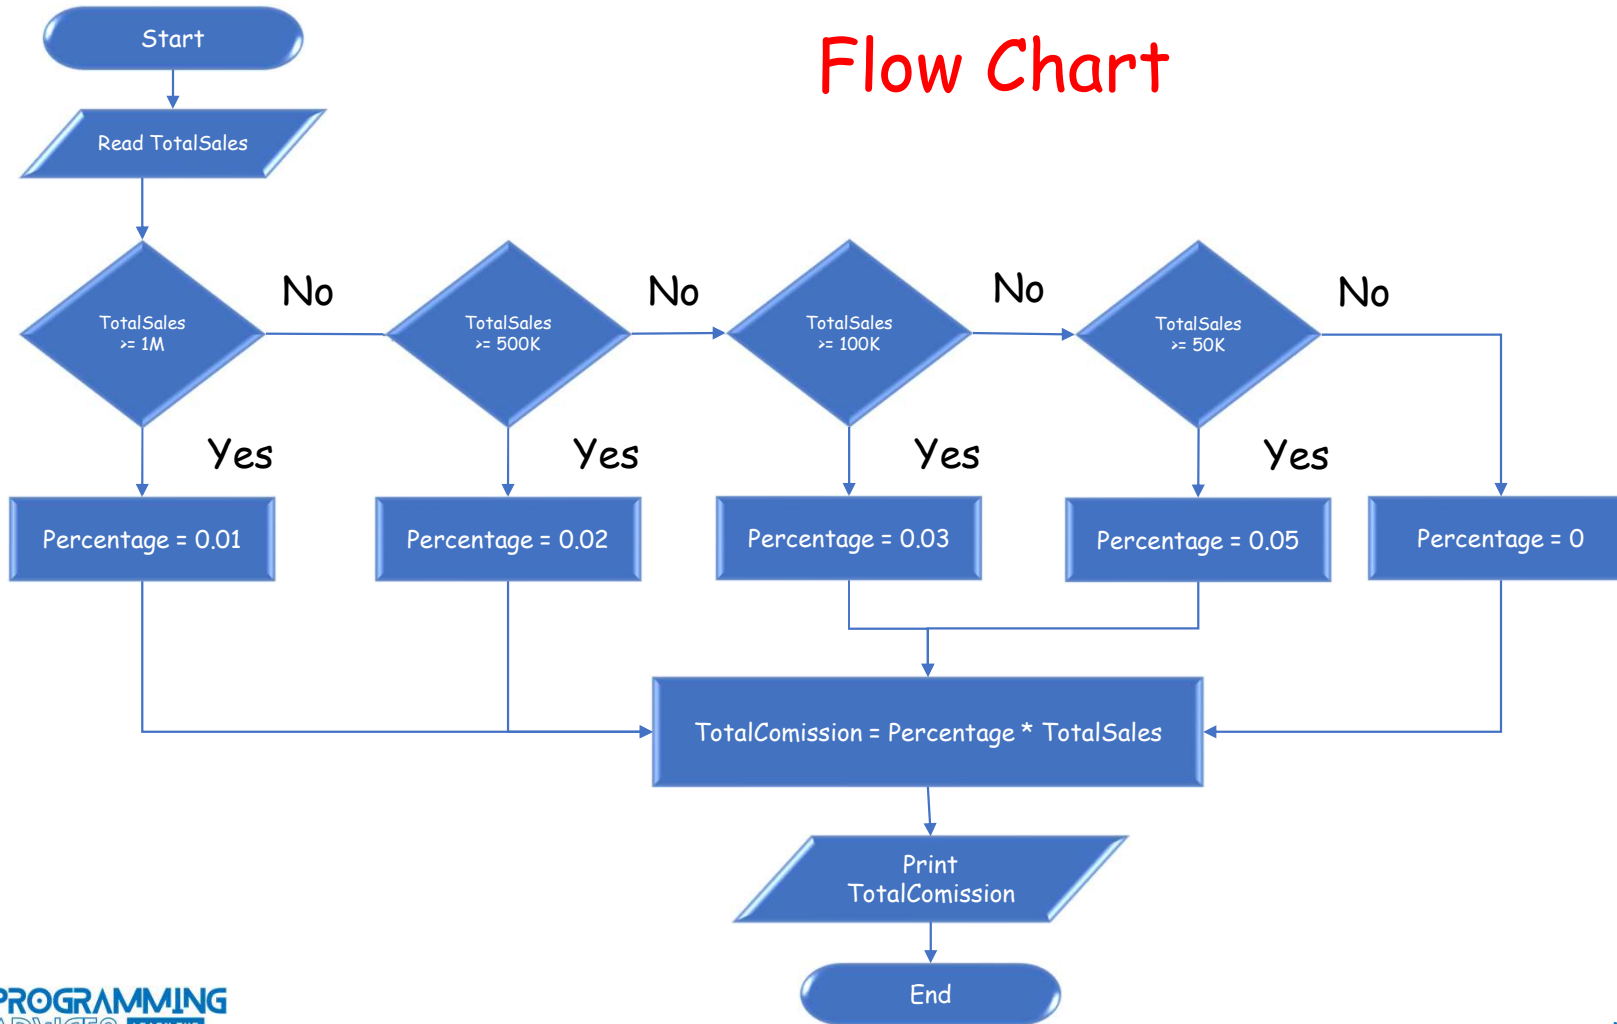 Flow Chart
Start
Read TotalSales
TotalSales
>= 1M
No
TotalSales
>= 500K
No
TotalSales
>= 100K
No
TotalSales
>= 50K
No
Yes
Yes
Yes
Yes
Percentage = 0.01
Percentage = 0.02
Percentage = 0.03
Percentage = 0.05
Percentage = 0
TotalComission = Percentage * TotalSales
Print
TotalComission
End
PROGRAMMING